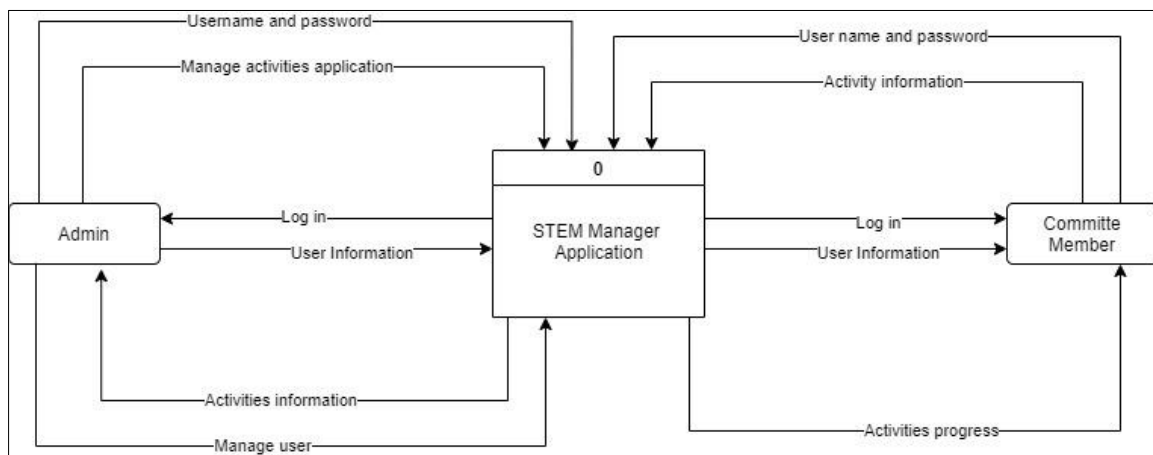 Username and password
User name and password
Manage activities application
Activity information
0
Admin
Log in
User Information
STEM Manager
Application
Log in
User Information
Committe
Member
Activities information
Manage user
Activities progress